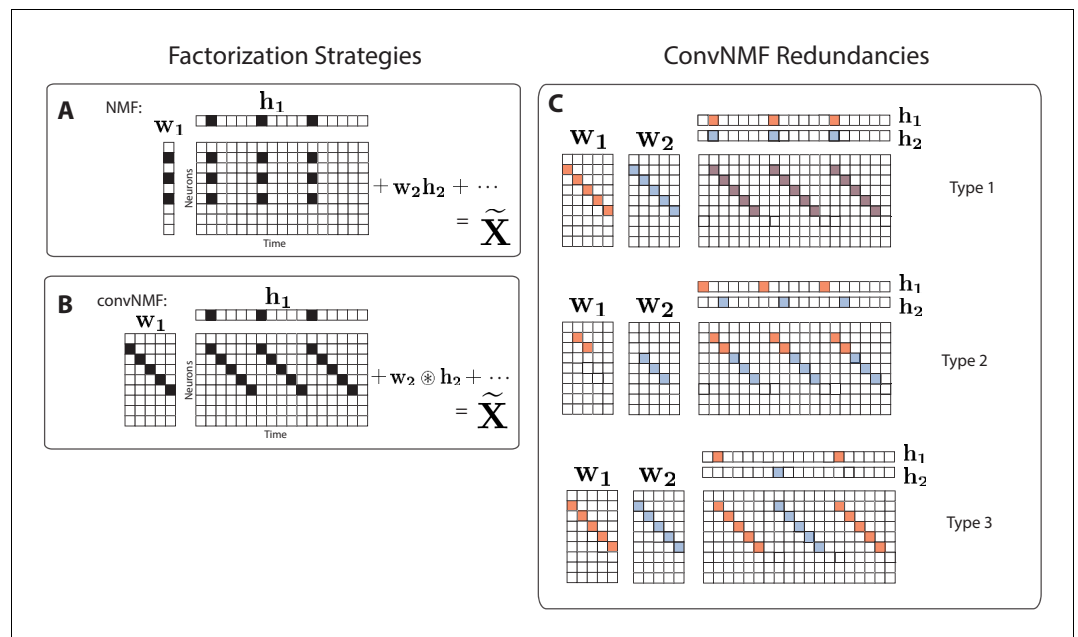 Factorization Strategies
A
NMF:
h₁
w₁
Neurons
Time
+ w₂h₂ + ⋯
= X̃
B
convNMF:
h₁
w₁
Neurons
Time
+ w₂ ⊛ h₂ + ⋯
= X̃
ConvNMF Redundancies
C
h₁
h₂
w₁ w₂
Type 1
h₁
h₂
w₁ w₂
Type 2
h₁
h₂
w₁ w₂
Type 3